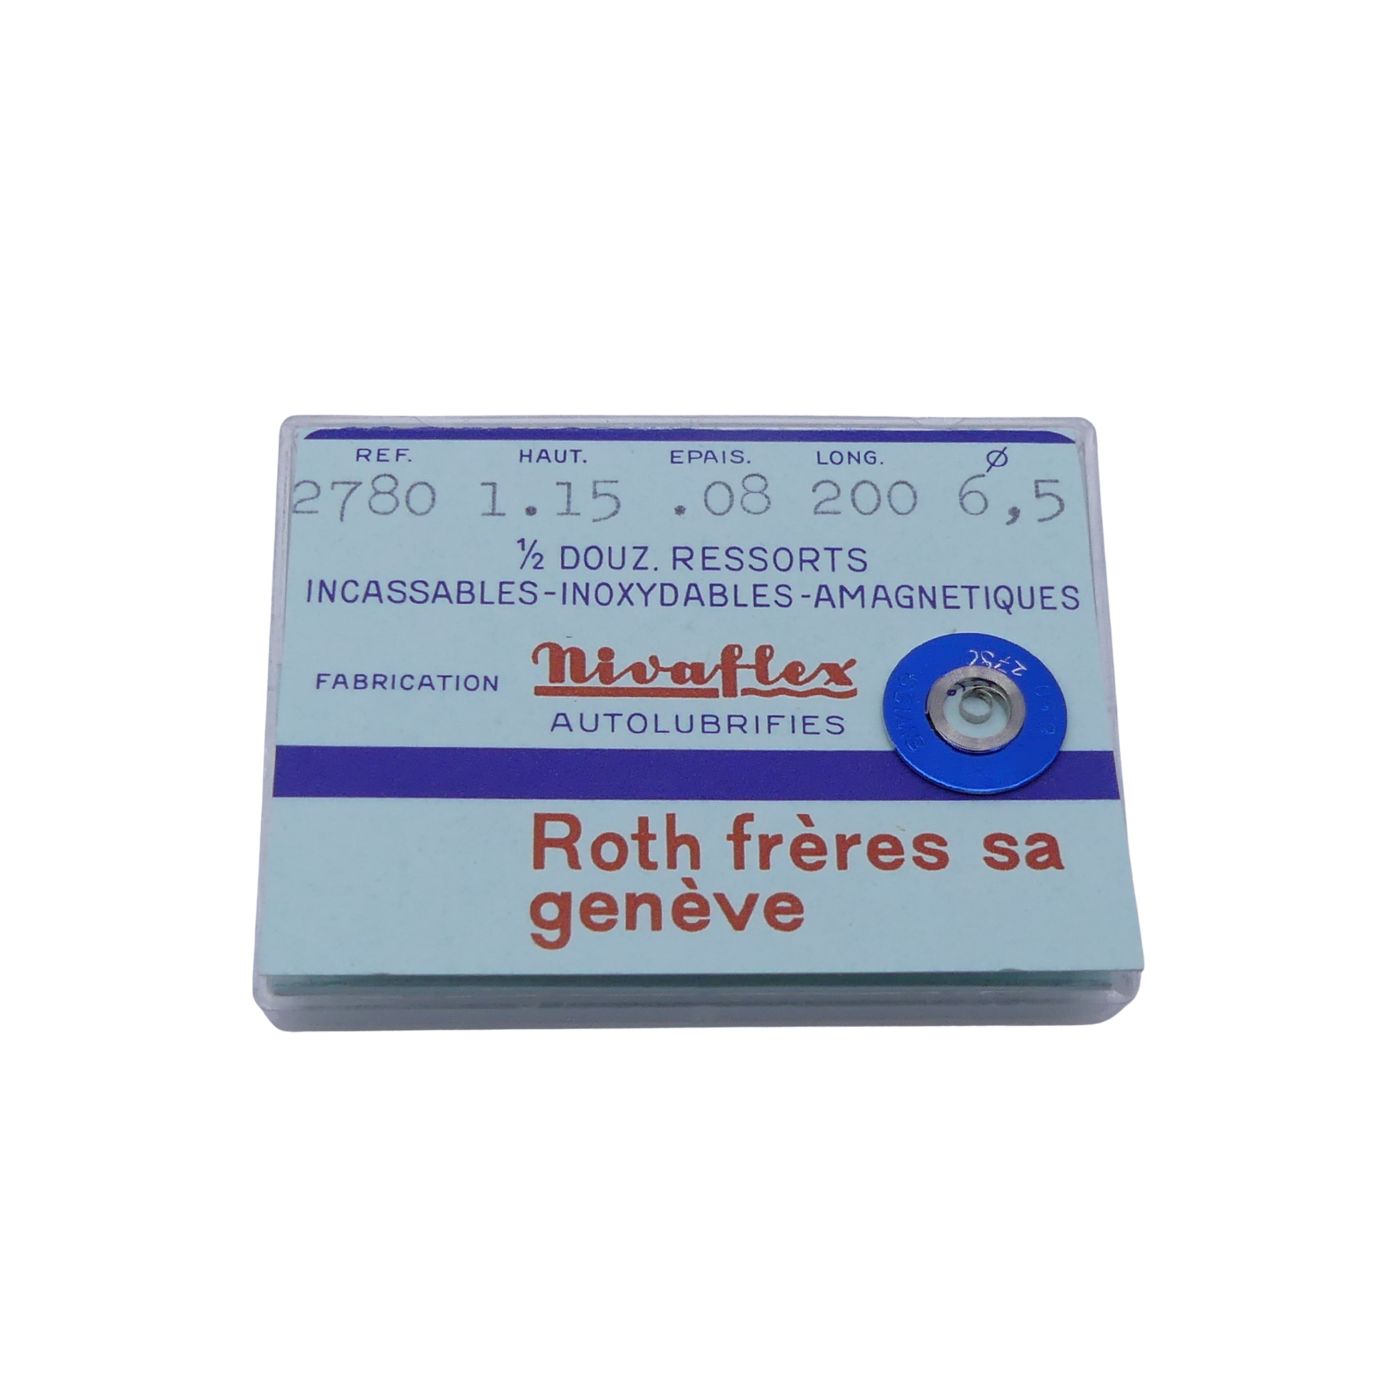 REF. HAUT. EPAIS. LONG. Ø
2780 1.15 .08 200 6,5
½ DOUZ. RESSORTS
INCASSABLES-INOXYDABLES-AMAGNETIQUES
FABRICATION Nivaflex
AUTOLUBRIFIES
Roth frères sa
genève